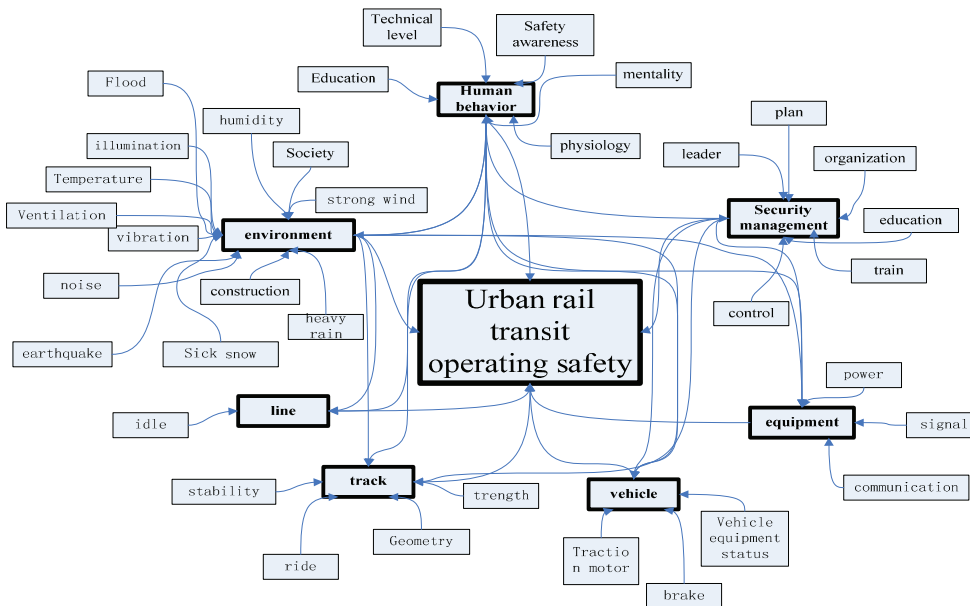 Technical
level
Safety
awareness
Education
mentality
Human
behavior
physiology
Flood
humidity
illumination
Society
Temperature
strong wind
Ventilation
vibration
environment
noise
construction
heavy
rain
earthquake
Sick snow
plan
leader
organization
Security
management
education
train
control
Urban rail
transit
operating safety
line
idle
power
equipment
signal
communication
track
stability
trength
Geometry
ride
vehicle
Tractio
n motor
brake
Vehicle
equipment
status